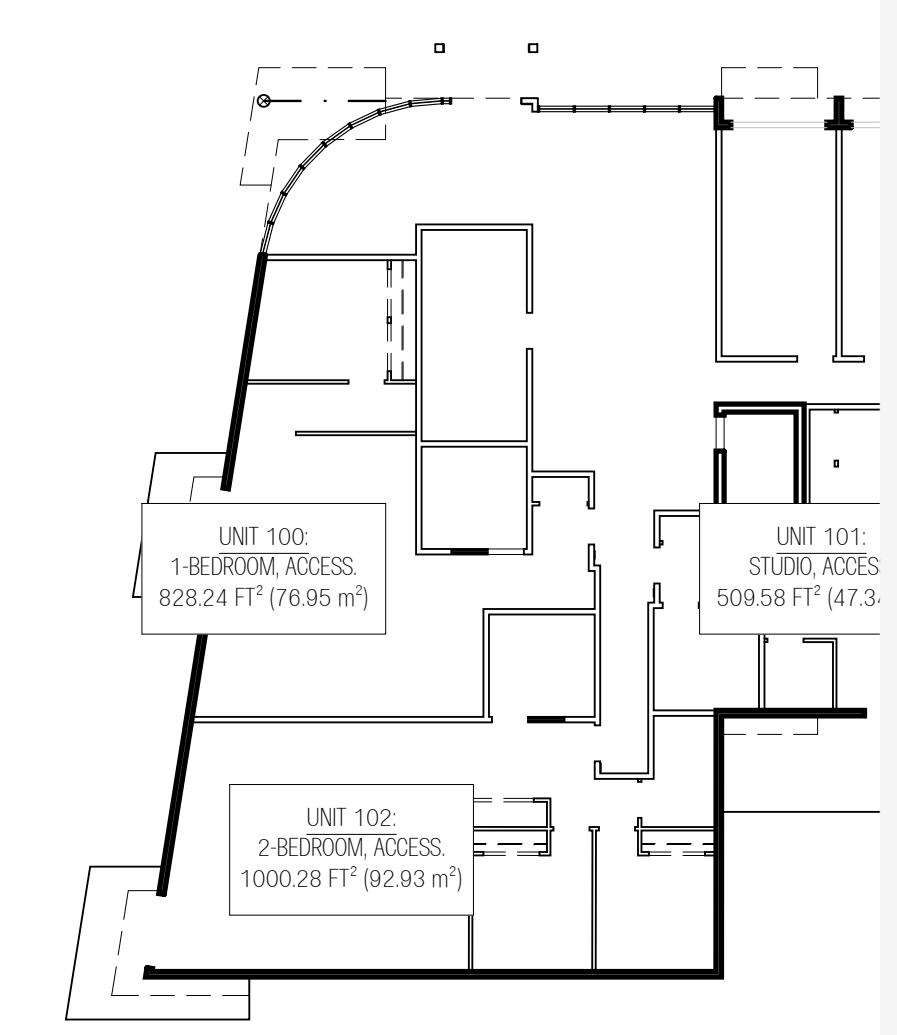 UNIT 100:
1-BEDROOM, ACCESS.
828.24 FT² (76.95 m²)
UNIT 101:
STUDIO, ACCES
509.58 FT² (47.34
UNIT 102:
2-BEDROOM, ACCESS.
1000.28 FT² (92.93 m²)